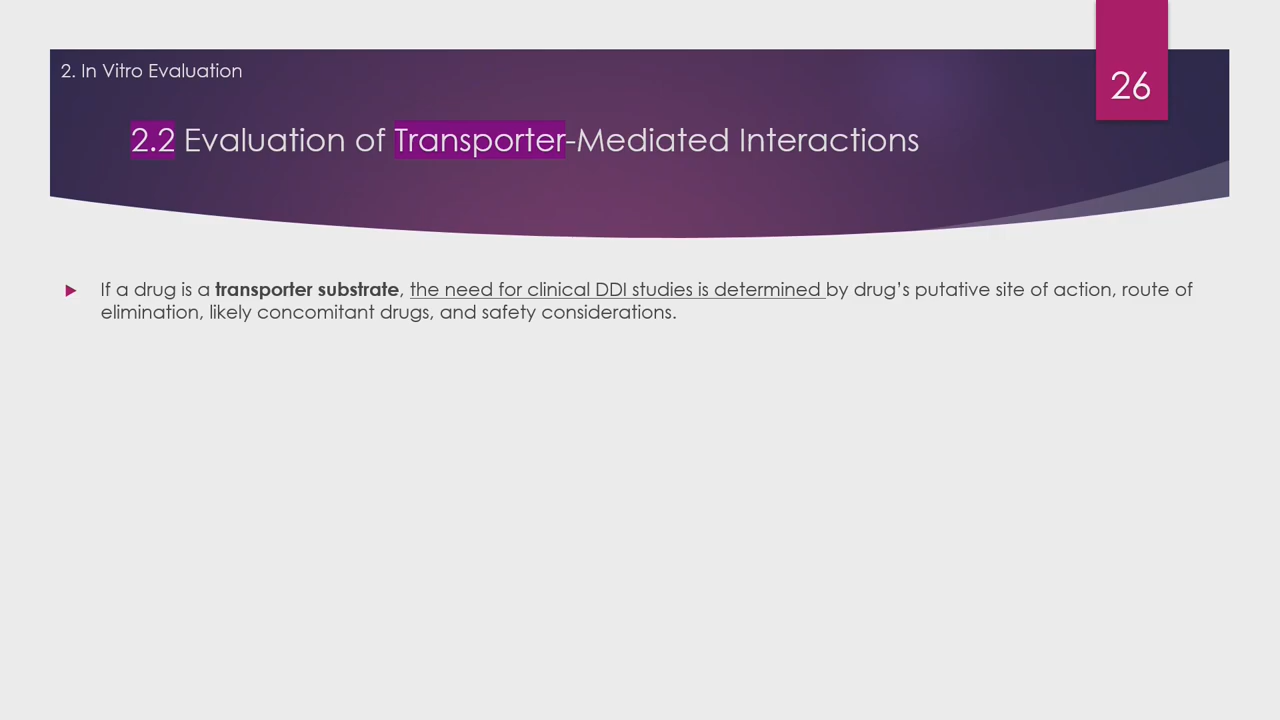 2. In Vitro Evaluation
26
2.2 Evaluation of Transporter-Mediated Interactions
If a drug is a transporter substrate, the need for clinical DDI studies is determined by drug’s putative site of action, route of
elimination, likely concomitant drugs, and safety considerations.